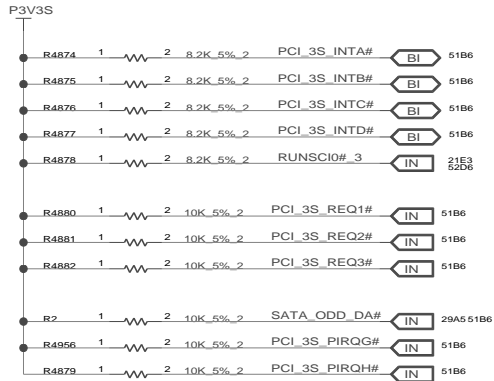 P3V3S
R4874 1 2 8.2K_5%_2 PCI_3S_INTA# BI 51B6
R4875 1 2 8.2K_5%_2 PCI_3S_INTB# BI 51B6
R4876 1 2 8.2K_5%_2 PCI_3S_INTC# BI 51B6
R4877 1 2 8.2K_5%_2 PCI_3S_INTD# BI 51B6
R4878 1 2 8.2K_5%_2 RUNSCI0#_3 IN 21E3
52D6
R4880 1 2 10K_5%_2 PCI_3S_REQ1# IN 51B6
R4881 1 2 10K_5%_2 PCI_3S_REQ2# IN 51B6
R4882 1 2 10K_5%_2 PCI_3S_REQ3# IN 51B6
R2 1 2 10K_5%_2 SATA_ODD_DA# IN 29A5 51B6
R4956 1 2 10K_5%_2 PCI_3S_PIRQG# IN 51B6
R4879 1 2 10K_5%_2 PCI_3S_PIRQH# IN 51B6